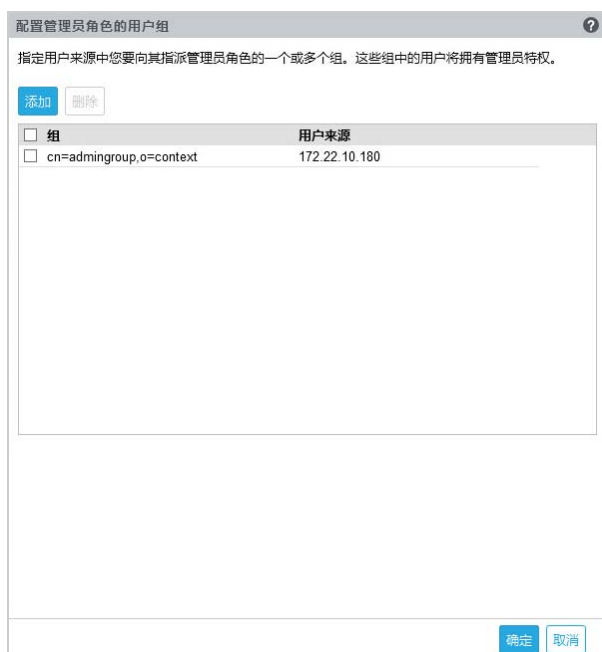 配置管理员角色的用户组
指定用户来源中您要向其指派管理员角色的一个或多个组。这些组中的用户将拥有管理员特权。
添加 删除
组 用户来源
cn=admingroup,o=context 172.22.10.180
确定 取消